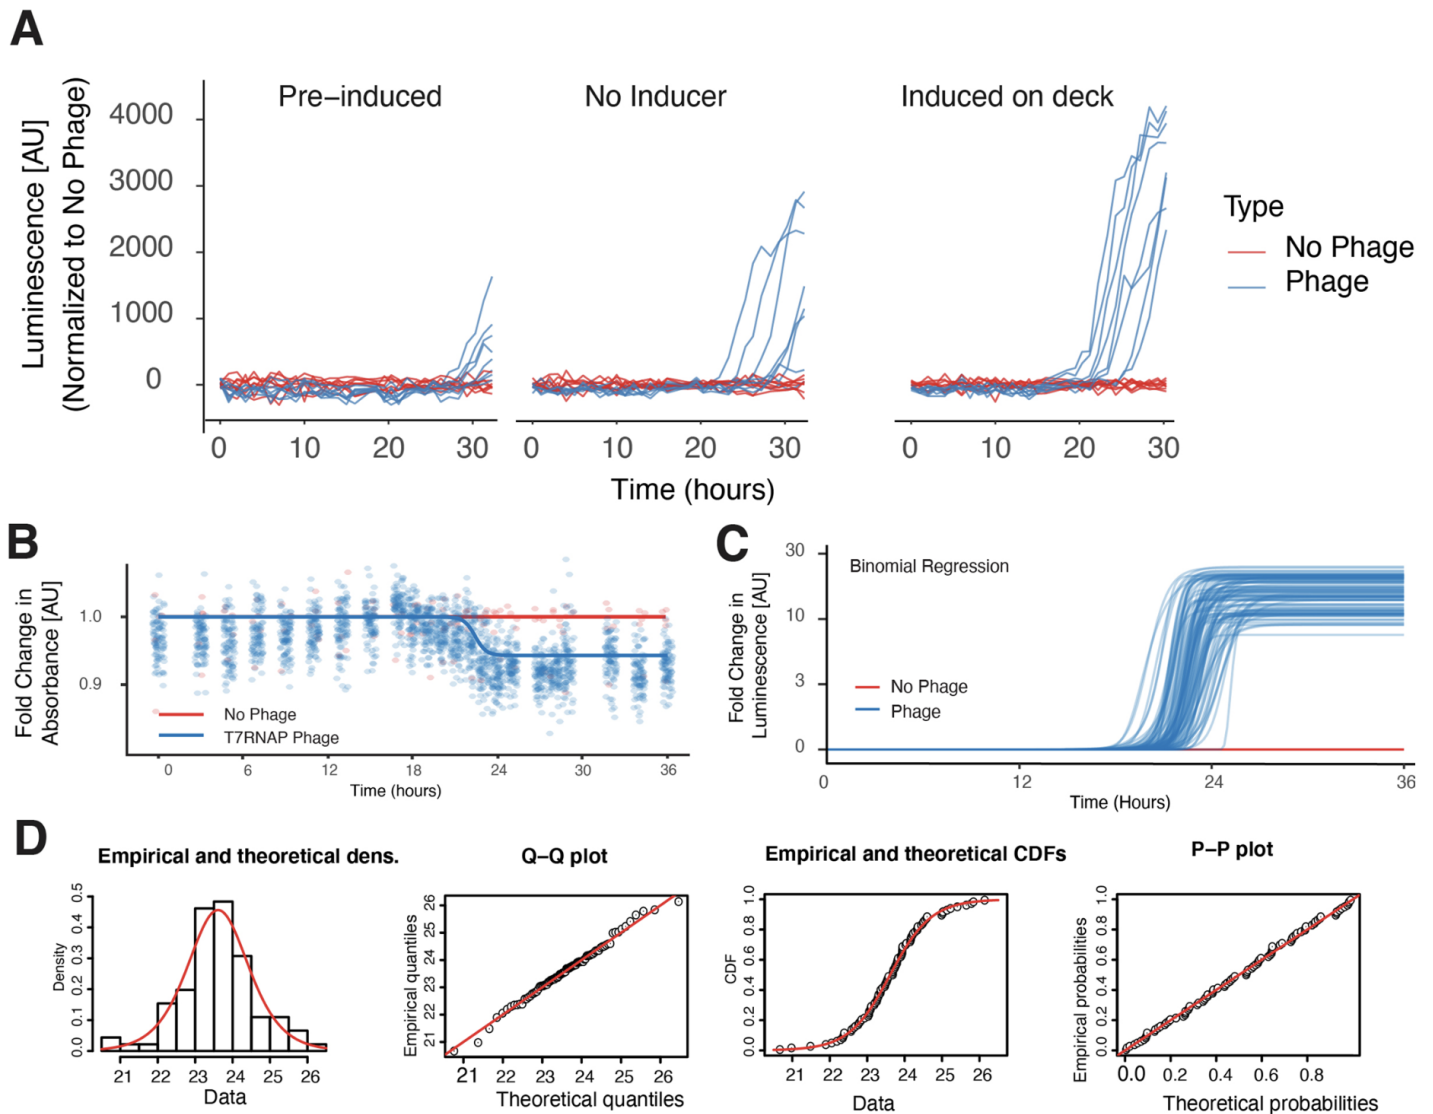 A
Pre−induced
No Inducer
Induced on deck
Luminescence [AU]
(Normalized to No Phage)
4000
3000
2000
1000
0
0 10 20 30
0 10 20 30
0 10 20 30
Time (hours)
Type
No Phage
Phage
B
Fold Change in
Absorbance [AU]
1.0
0.9
No Phage
T7RNAP Phage
0 6 12 18 24 30 36
Time (hours)
C
Fold Change in
Luminescence [AU]
30
10
3
0
Binomial Regression
No Phage
Phage
0 12 24 36
Time (Hours)
D
Empirical and theoretical dens.
Density
0.0 0.1 0.2 0.3 0.4 0.5
21 22 23 24 25 26
Data
Q−Q plot
Empirical quantiles
21 22 23 24 25 26
21 22 23 24 25 26
Theoretical quantiles
Empirical and theoretical CDFs
CDF
0.0 0.2 0.4 0.6 0.8 1.0
21 22 23 24 25 26
Data
P−P plot
Empirical probabilities
0.0 0.2 0.4 0.6 0.8 1.0
0.0 0.2 0.4 0.6 0.8
Theoretical probabilities